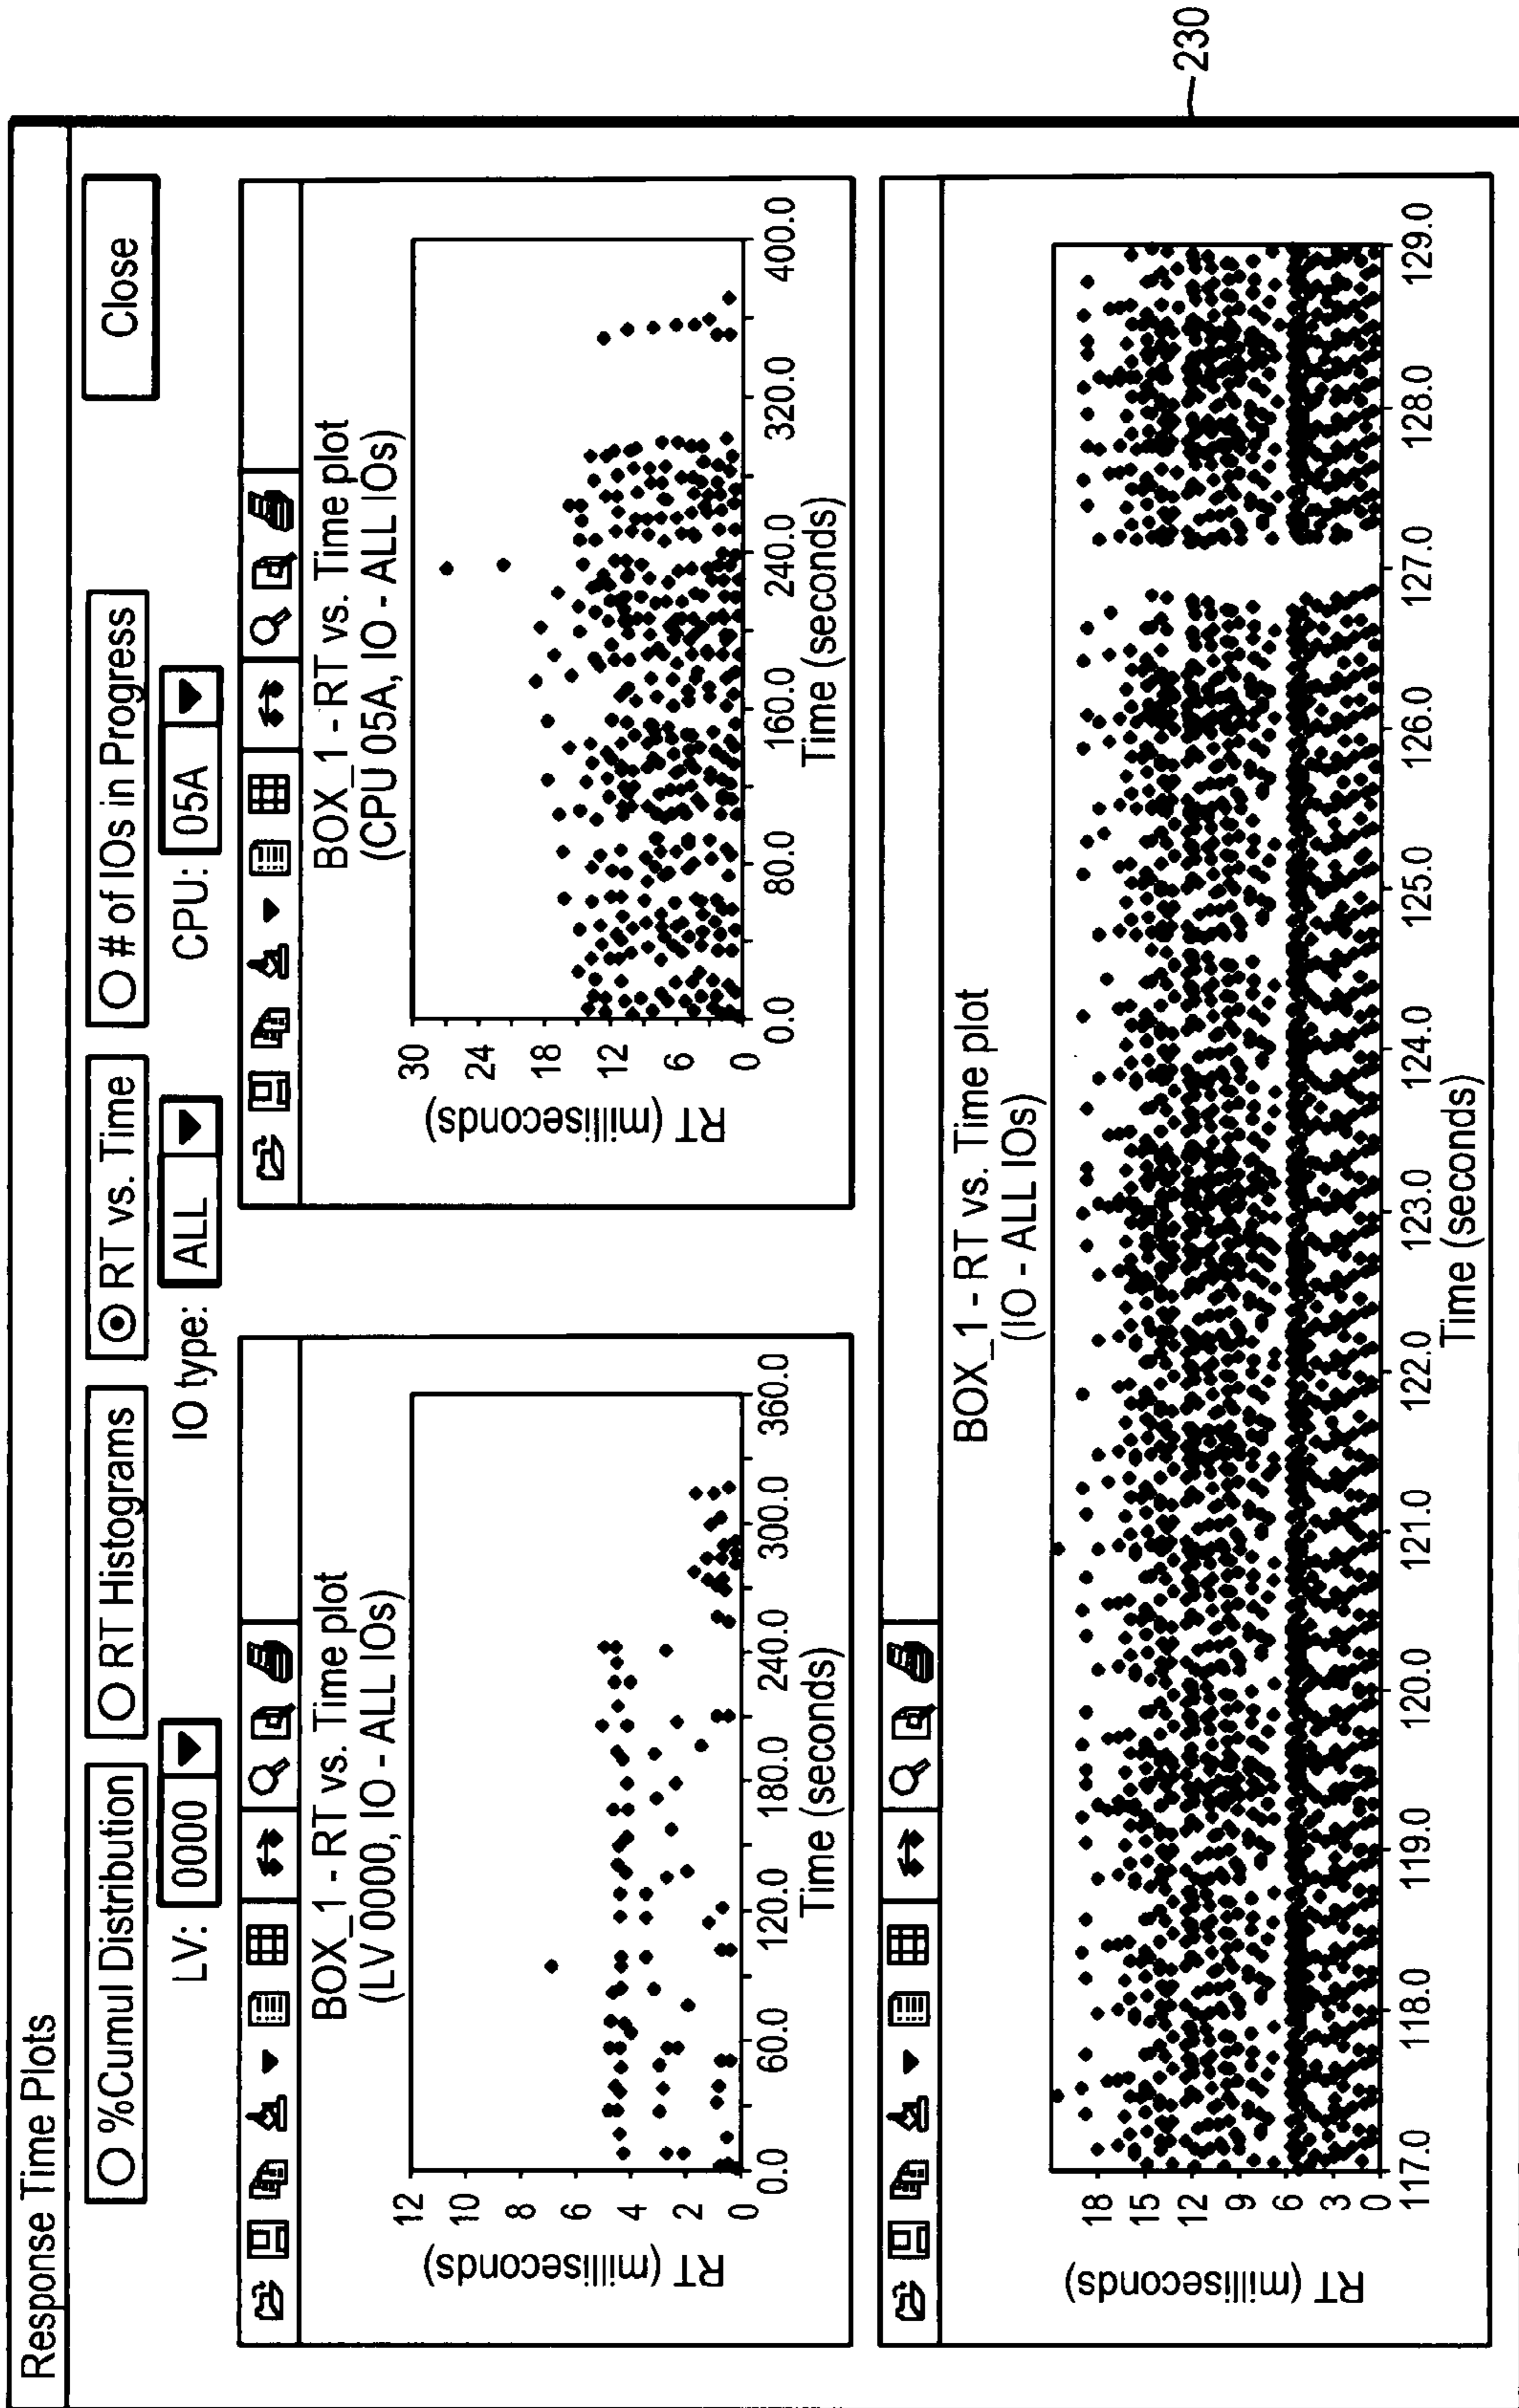 Response Time Plots
%Cumul Distribution
RT Histograms
RT vs. Time
# of IOs in Progress
Close
LV: 0000
IO type: ALL
CPU: 05A
BOX_1 - RT vs. Time plot
(LV 0000, IO - ALL IOs)
RT (milliseconds)
12
10
8
6
4
2
0
0.0 60.0 120.0 180.0 240.0 300.0 360.0
Time (seconds)
BOX_1 - RT vs. Time plot
(CPU 05A, IO - ALL IOs)
RT (milliseconds)
30
24
18
12
6
0
0.0 80.0 160.0 240.0 320.0 400.0
Time (seconds)
BOX_1 - RT vs. Time plot
(IO - ALL IOs)
RT (milliseconds)
18
15
12
9
6
3
0
117.0 118.0 119.0 120.0 121.0 122.0 123.0 124.0 125.0 126.0 127.0 128.0 129.0
Time (seconds)
230